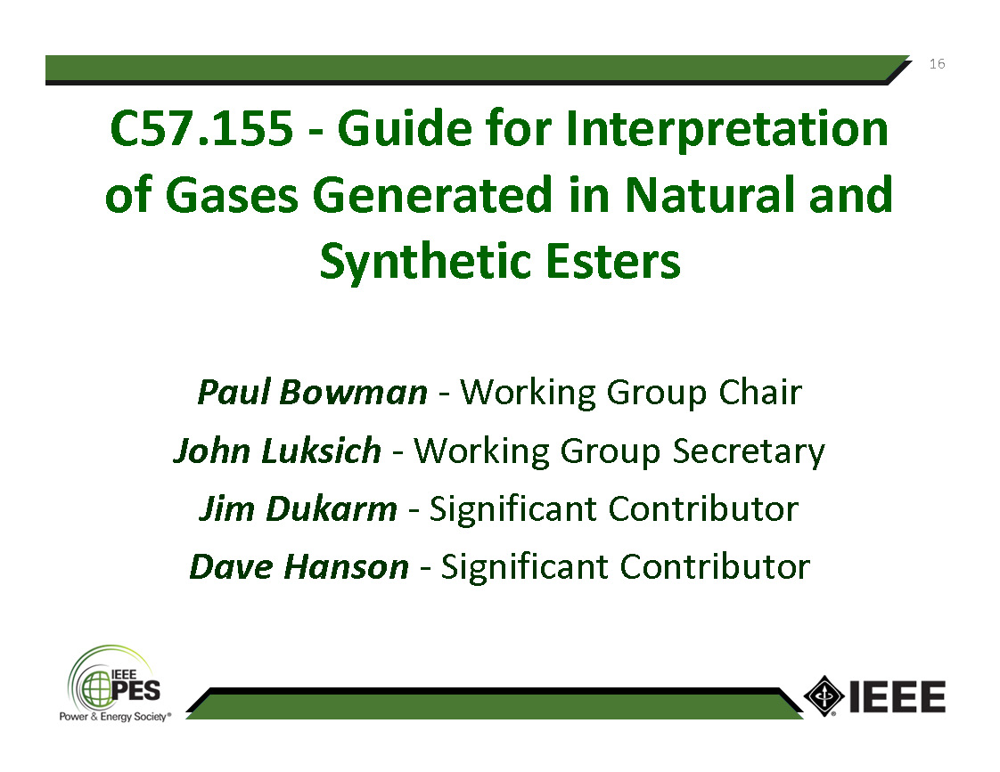 16
C57.155 - Guide for Interpretation
of Gases Generated in Natural and
Synthetic Esters
Paul Bowman - Working Group Chair
John Luksich - Working Group Secretary
Jim Dukarm - Significant Contributor
Dave Hanson - Significant Contributor
IEEE
PES
Power & Energy Society®
IEEE